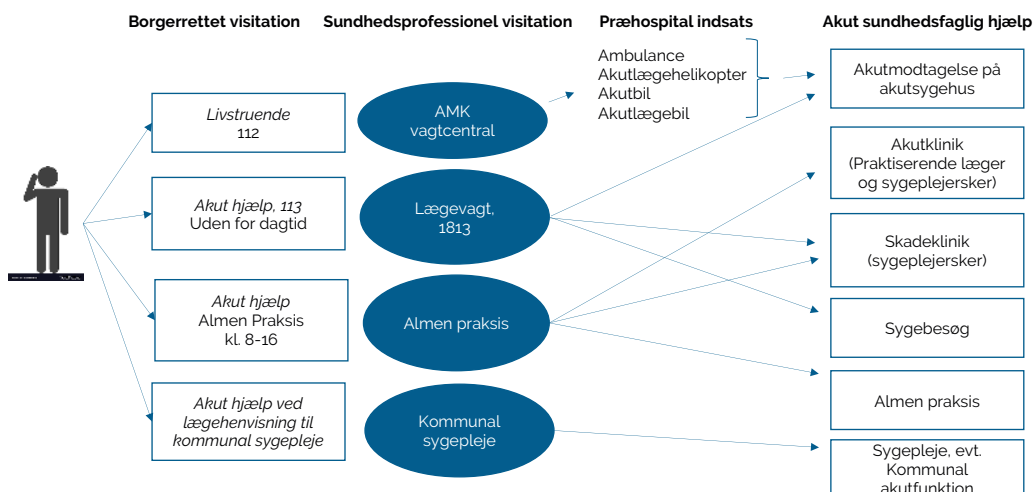 Borgerrettet visitation
Sundhedsprofessionel visitation
Præhospital indsats
Akut sundhedsfaglig hjælp
Livstruende
112
Akut hjælp, 113
Uden for dagtid
Akut hjælp
Almen Praksis
kl. 8-16
Akut hjælp ved
lægehenvisning til
kommunal sygepleje
AMK
vagtcentral
Lægevagt,
1813
Almen praksis
Kommunal
sygepleje
Ambulance
Akutlægehelikopter
Akutbil
Akutlægebil
Akutmodtagelse på
akutsygehus
Akutklinik
(Praktiserende læger
og sygeplejersker)
Skadeklinik
(sygeplejersker)
Sygebesøg
Almen praksis
Sygepleje, evt.
Kommunal
akutfunktion